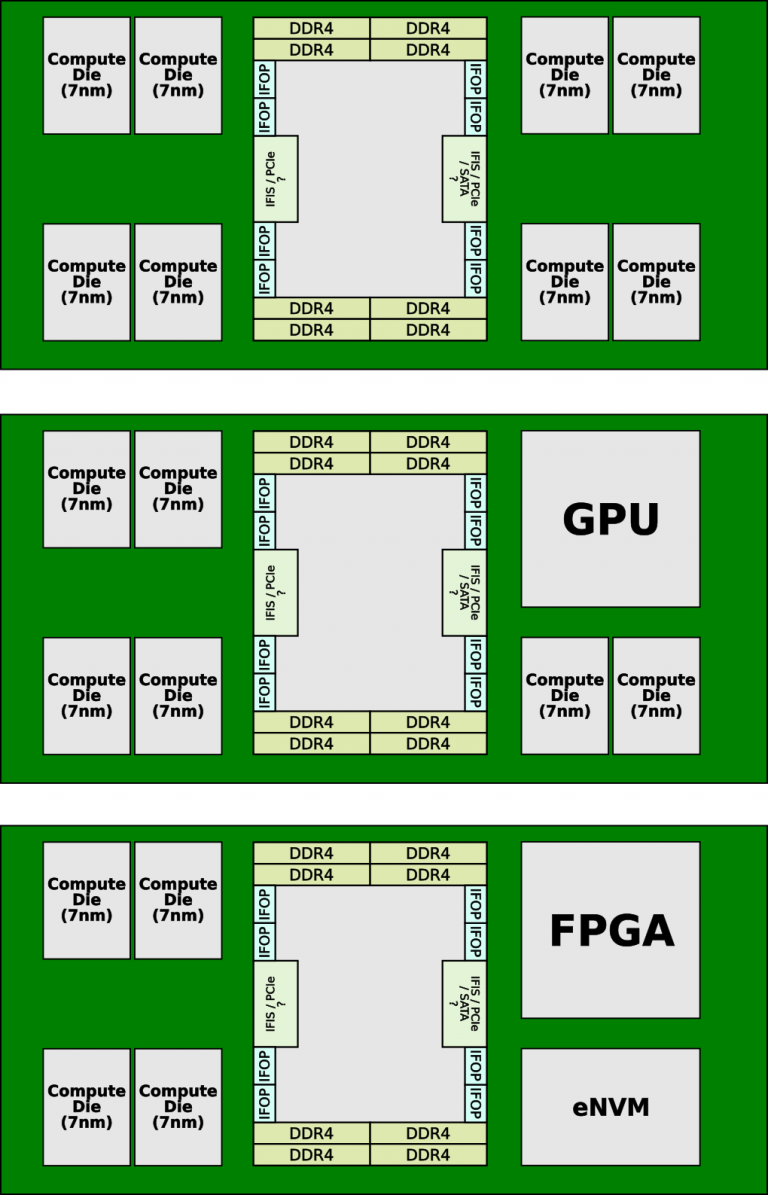 Compute Compute
Die Die
(7nm) (7nm)
DDR4 DDR4
DDR4 DDR4
IFOP IFOP
IFOP IFOP
IFIS / PCIe
?
IFIS / PCIe
/ SATA
?
IFOP IFOP
IFOP IFOP
DDR4 DDR4
DDR4 DDR4
Compute Compute
Die Die
(7nm) (7nm)
Compute Compute
Die Die
(7nm) (7nm)
Compute Compute
Die Die
(7nm) (7nm)
Compute Compute
Die Die
(7nm) (7nm)
DDR4 DDR4
DDR4 DDR4
IFOP IFOP
IFOP IFOP
IFIS / PCIe
?
IFIS / PCIe
/ SATA
?
IFOP IFOP
IFOP IFOP
DDR4 DDR4
DDR4 DDR4
GPU
Compute Compute
Die Die
(7nm) (7nm)
Compute Compute
Die Die
(7nm) (7nm)
Compute Compute
Die Die
(7nm) (7nm)
DDR4 DDR4
DDR4 DDR4
IFOP IFOP
IFOP IFOP
IFIS / PCIe
?
IFIS / PCIe
/ SATA
?
IFOP IFOP
IFOP IFOP
DDR4 DDR4
DDR4 DDR4
FPGA
Compute Compute
Die Die
(7nm) (7nm)
eNVM